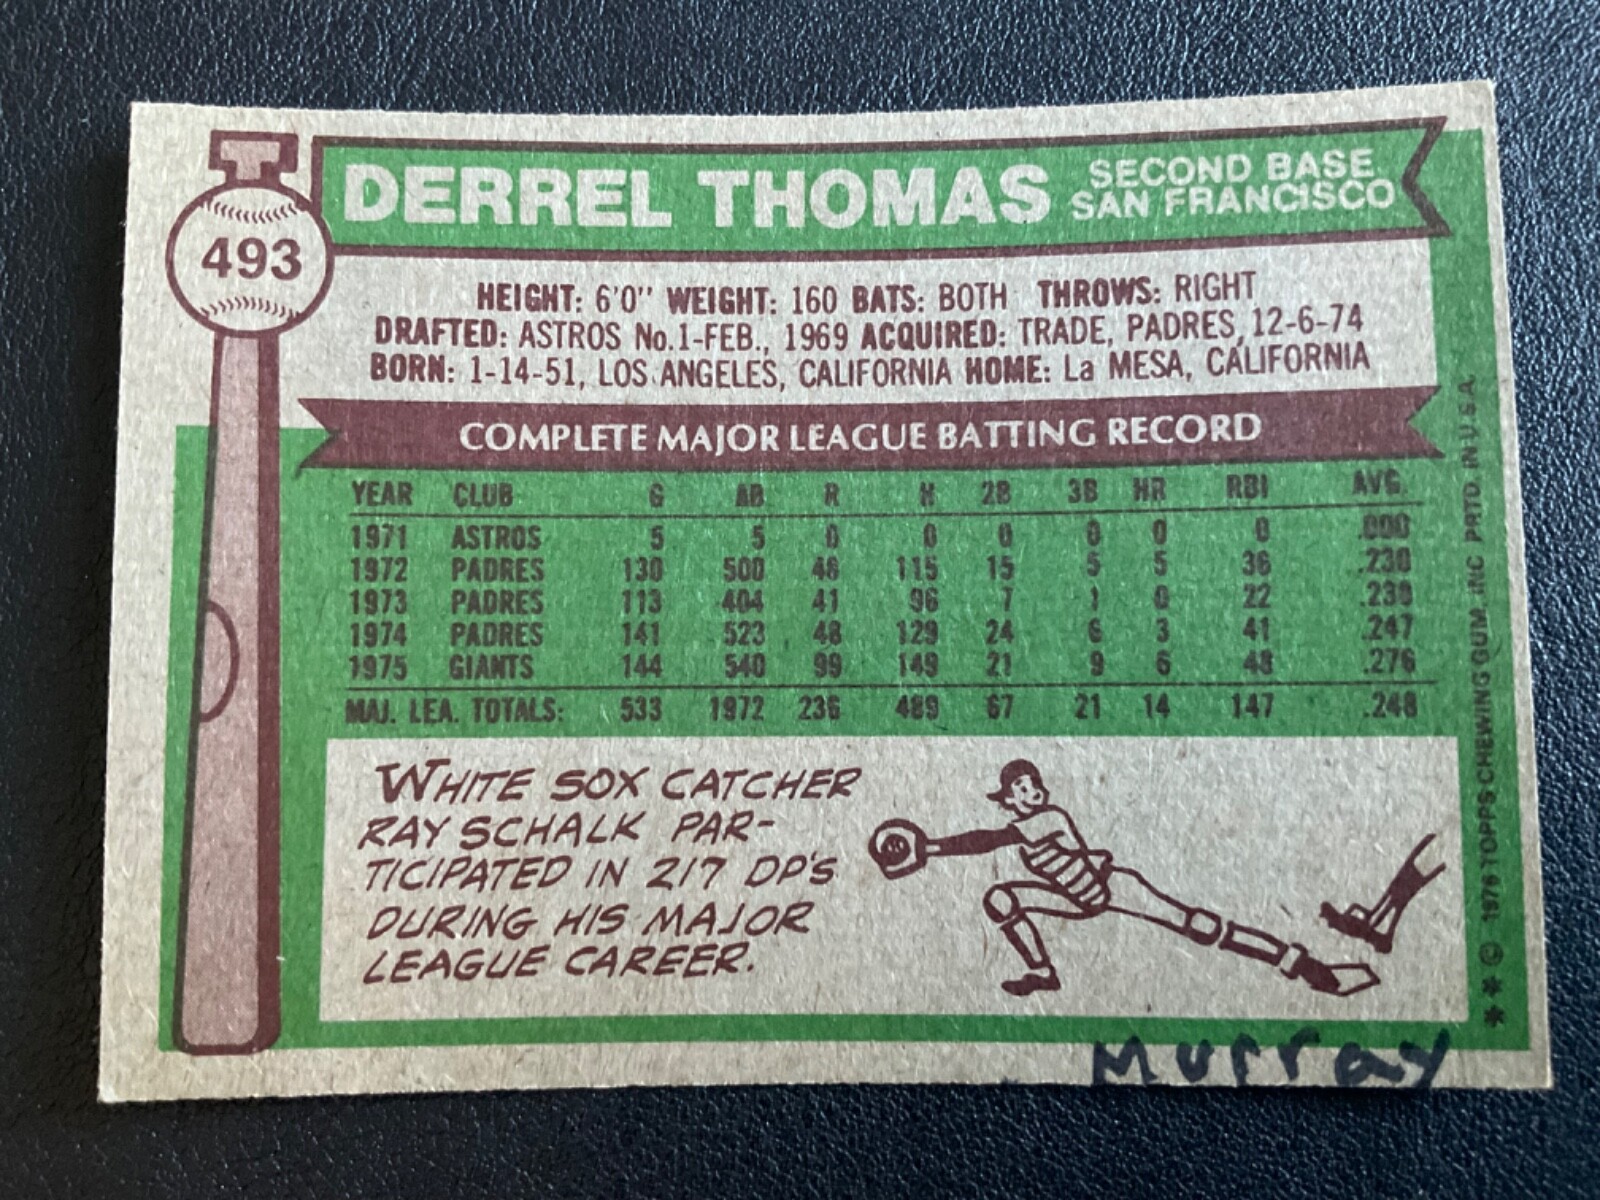 T
493
DERREL THOMAS
SECOND BASE
SAN FRANCISCO
HEIGHT: 6'0" WEIGHT: 160 BATS: BOTH THROWS: RIGHT
DRAFTED: ASTROS No.1-FEB., 1969 ACQUIRED: TRADE, PADRES, 12-6-74
BORN: 1-14-51, LOS ANGELES, CALIFORNIA HOME: La MESA, CALIFORNIA
COMPLETE MAJOR LEAGUE BATTING RECORD
YEAR CLUB G AB R H 2B 3B HR RBI AVG.
1971 ASTROS 5 5 0 0 0 0 0 0 .000
1972 PADRES 130 500 48 115 15 5 5 36 .230
1973 PADRES 113 404 41 96 7 1 0 22 .238
1974 PADRES 141 523 48 129 24 6 3 41 .247
1975 GIANTS 144 540 99 149 21 9 6 48 .276
MAJ. LEA. TOTALS: 533 1972 236 489 67 21 14 147 .248
WHITE SOX CATCHER
RAY SCHALK PAR-
TICIPATED IN 217 DP'S
DURING HIS MAJOR
LEAGUE CAREER.
** © 1976 TOPPS CHEWING GUM, INC PRTD. IN U.S.A.
Murray